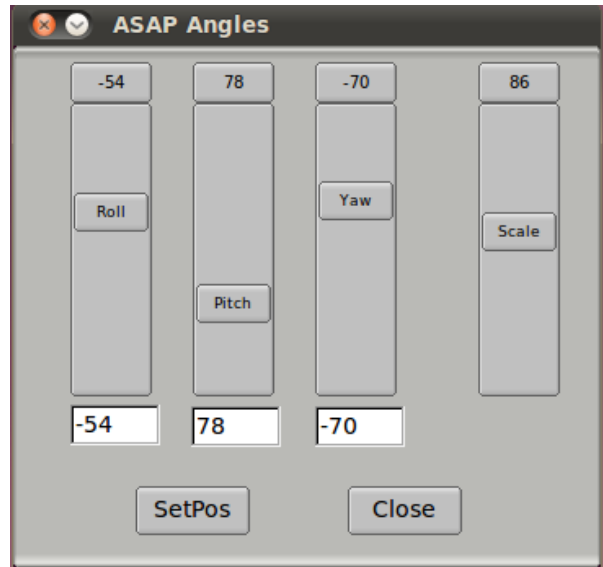 ASAP Angles
-54 78 -70 86
Roll Yaw
Scale
Pitch
-54 78 -70
SetPos Close